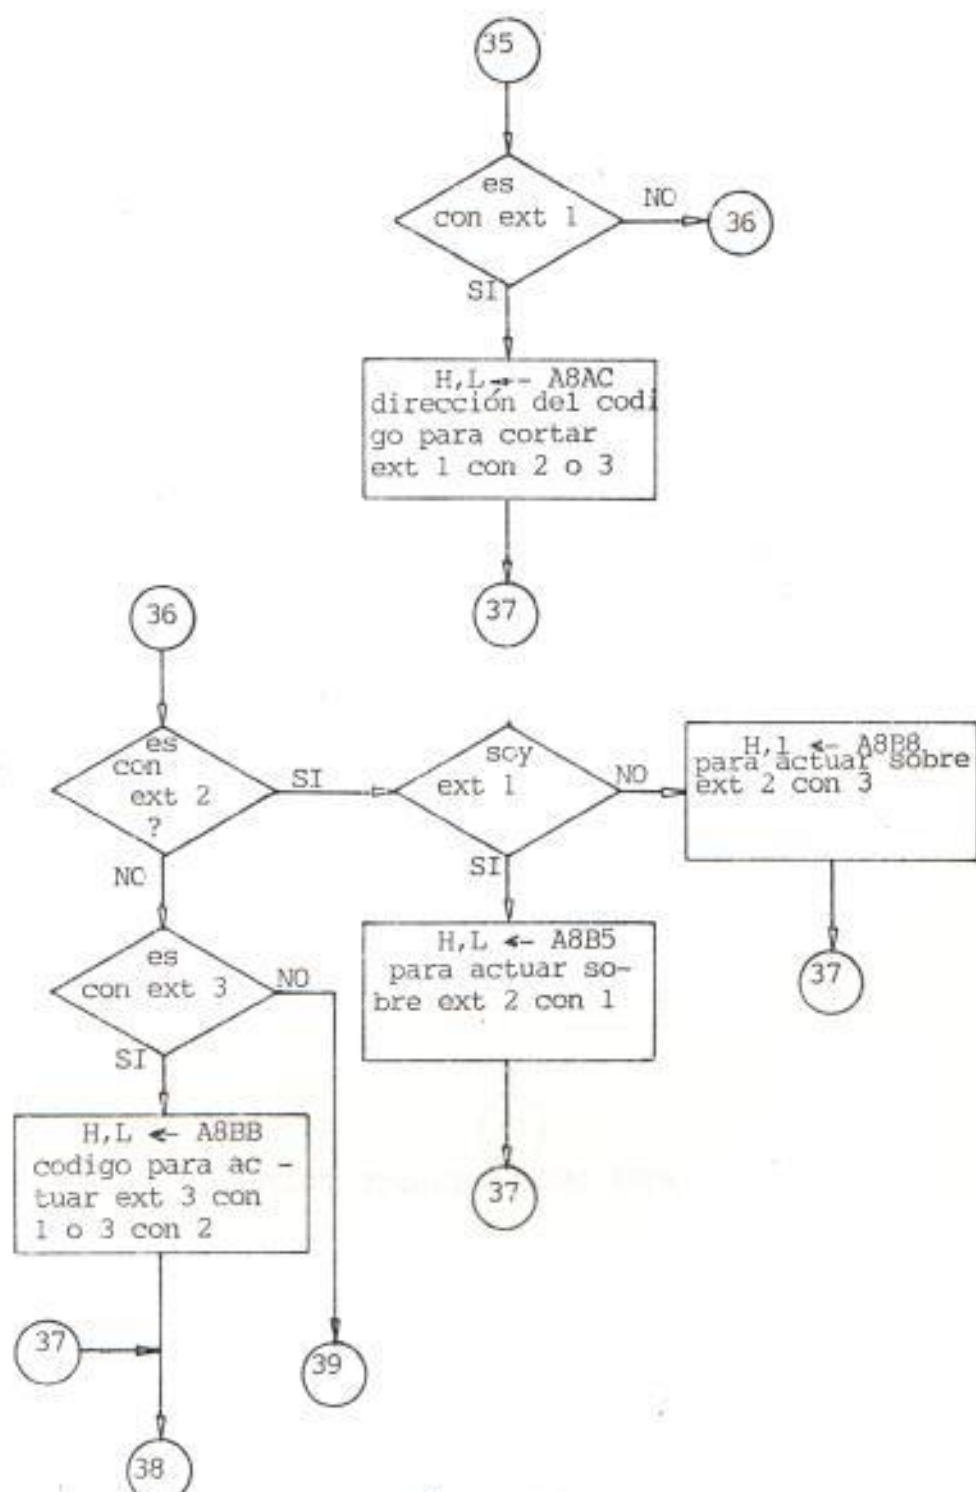 35
es
con ext 1
NO
36
SI
H,L ← A8AC
dirección del codi
go para cortar
ext 1 con 2 o 3
37
36
es
con
ext 2
?
SI
soy
ext 1
NO
H,l ← A8B8
para actuar sobre
ext 2 con 3
NO
SI
37
es
con ext 3
NO
H,L ← A8B5
para actuar so-
bre ext 2 con 1
SI
H,L ← A8BB
codigo para ac -
tuar ext 3 con
1 o 3 con 2
37
37
39
38